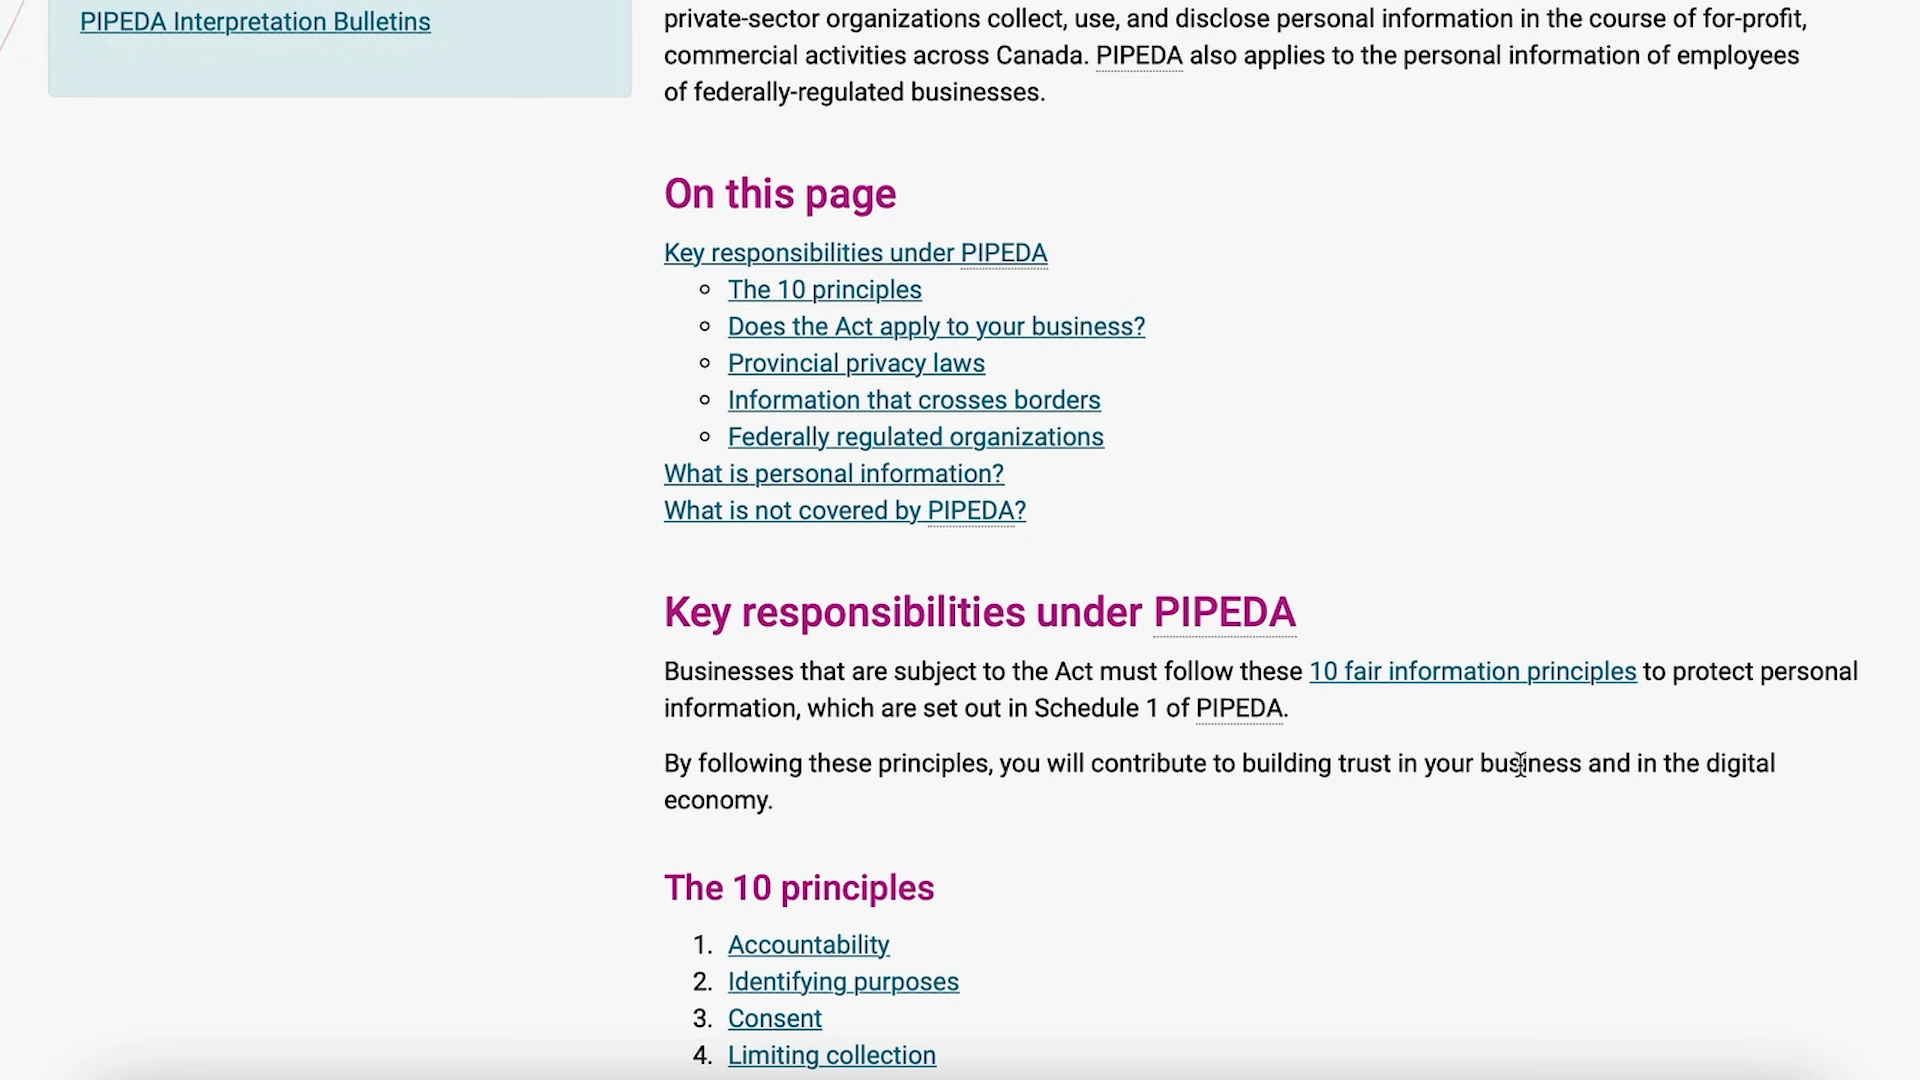 PIPEDA Interpretation Bulletins
private-sector organizations collect, use, and disclose personal information in the course of for-profit,
commercial activities across Canada. PIPEDA also applies to the personal information of employees
of federally-regulated businesses.
On this page
Key responsibilities under PIPEDA
The 10 principles
Does the Act apply to your business?
Provincial privacy laws
Information that crosses borders
Federally regulated organizations
What is personal information?
What is not covered by PIPEDA?
Key responsibilities under PIPEDA
Businesses that are subject to the Act must follow these 10 fair information principles to protect personal
information, which are set out in Schedule 1 of PIPEDA.
By following these principles, you will contribute to building trust in your business and in the digital
economy.
The 10 principles
1. Accountability
2. Identifying purposes
3. Consent
4. Limiting collection